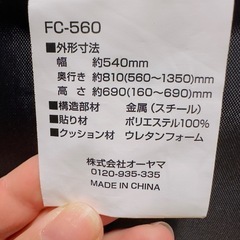 FC-560
■外形寸法
幅 約540mm
奥行き 約810(560～1350)mm
高さ 約690(160～690)mm
■構造部材 金属（スチール）
■貼り材 ポリエステル100%
■クッション材 ウレタンフォーム
株式会社オーヤマ
0120-935-335
MADE IN CHINA